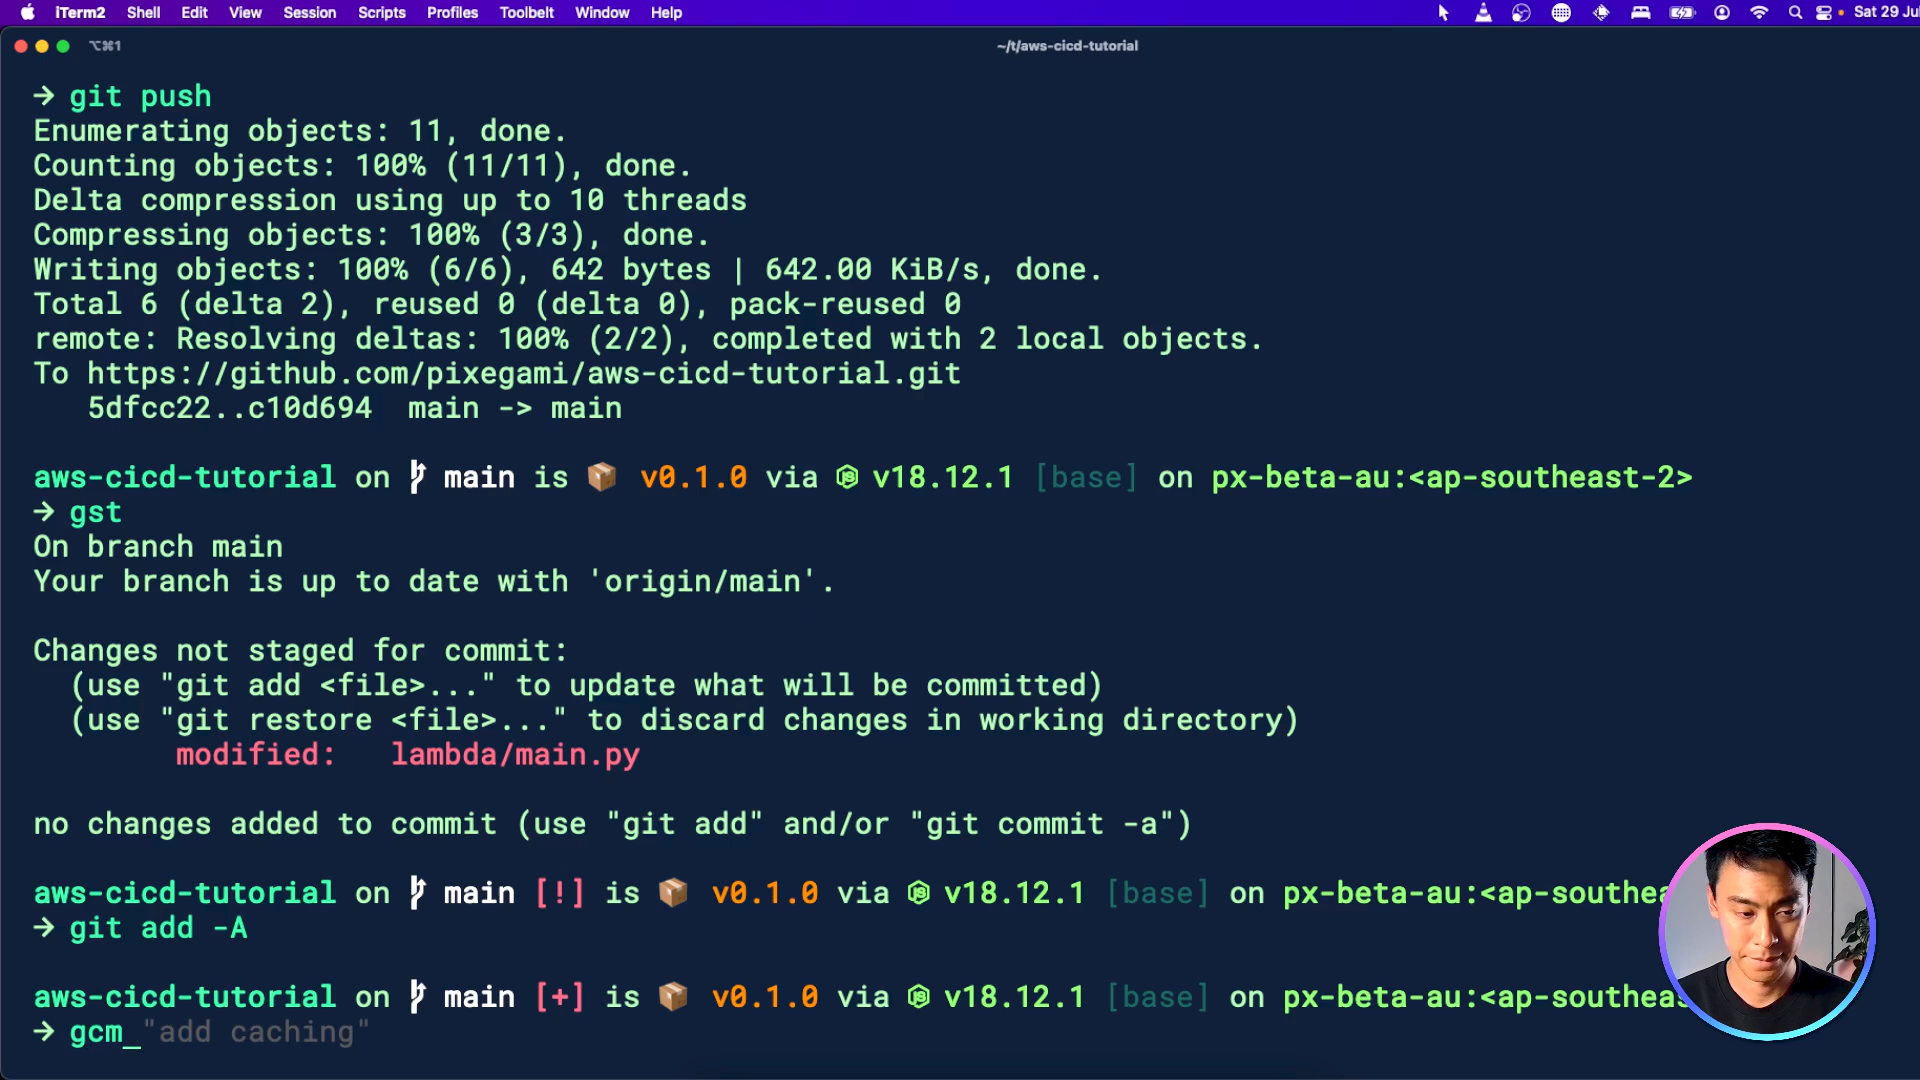 iTerm2 Shell Edit View Session Scripts Profiles Toolbelt Window Help Sat 29 Jul
⌥⌘1 ~/t/aws-cicd-tutorial
→ git push
Enumerating objects: 11, done.
Counting objects: 100% (11/11), done.
Delta compression using up to 10 threads
Compressing objects: 100% (3/3), done.
Writing objects: 100% (6/6), 642 bytes | 642.00 KiB/s, done.
Total 6 (delta 2), reused 0 (delta 0), pack-reused 0
remote: Resolving deltas: 100% (2/2), completed with 2 local objects.
To https://github.com/pixegami/aws-cicd-tutorial.git
5dfcc22..c10d694 main -> main
aws-cicd-tutorial on main is 📦 v0.1.0 via v18.12.1 [base] on px-beta-au:<ap-southeast-2>
→ gst
On branch main
Your branch is up to date with 'origin/main'.
Changes not staged for commit:
(use "git add <file>..." to update what will be committed)
(use "git restore <file>..." to discard changes in working directory)
modified: lambda/main.py
no changes added to commit (use "git add" and/or "git commit -a")
aws-cicd-tutorial on main [!] is 📦 v0.1.0 via v18.12.1 [base] on px-beta-au:<ap-southea
→ git add -A
aws-cicd-tutorial on main [+] is 📦 v0.1.0 via v18.12.1 [base] on px-beta-au:<ap-southeas
→ gcm_"add caching"